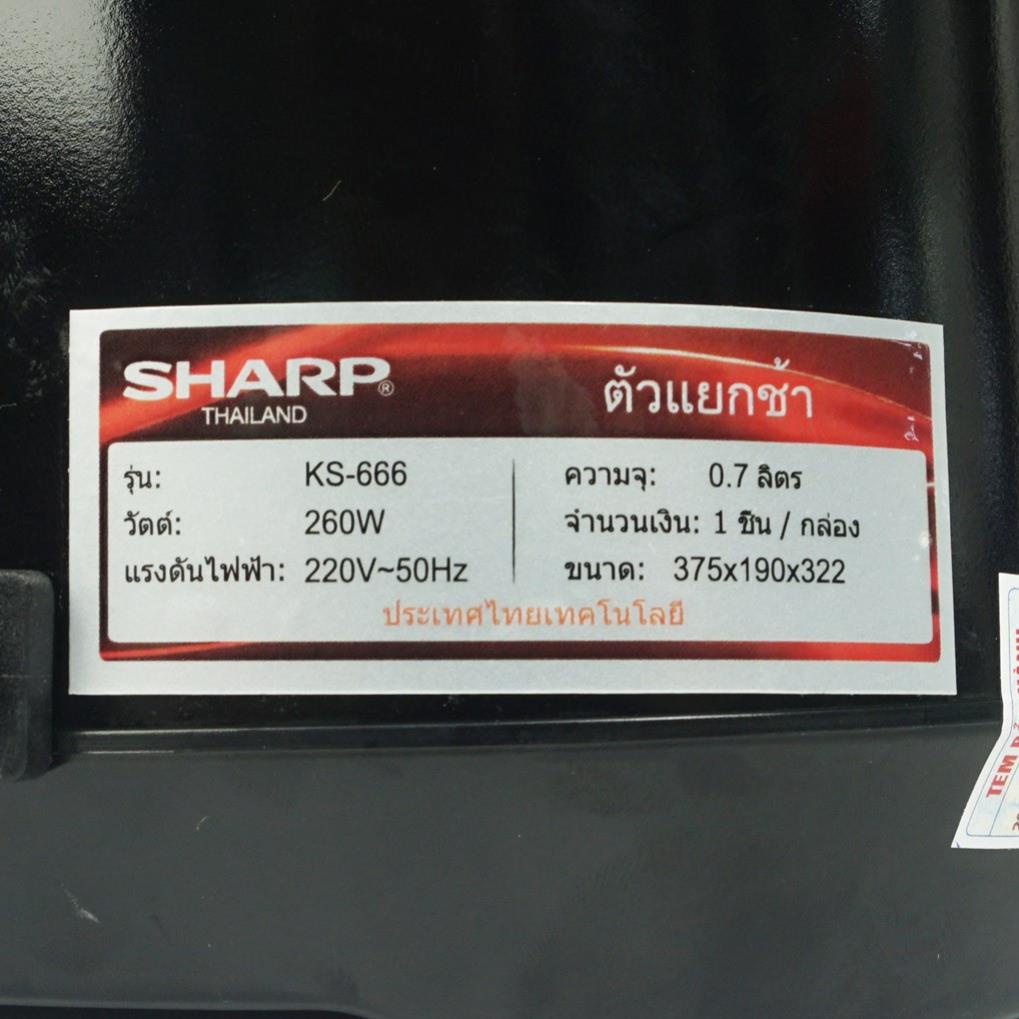 SHARP®
THAILAND
ตัวแยกช้า
รุ่น: KS-666
วัตต์: 260W
แรงดันไฟฟ้า: 220V~50Hz
ความจุ: 0.7 ลิตร
จำนวนเงิน: 1 ชิน / กล่อง
ขนาด: 375x190x322
ประเทศไทยเทคโนโลยี
TEM